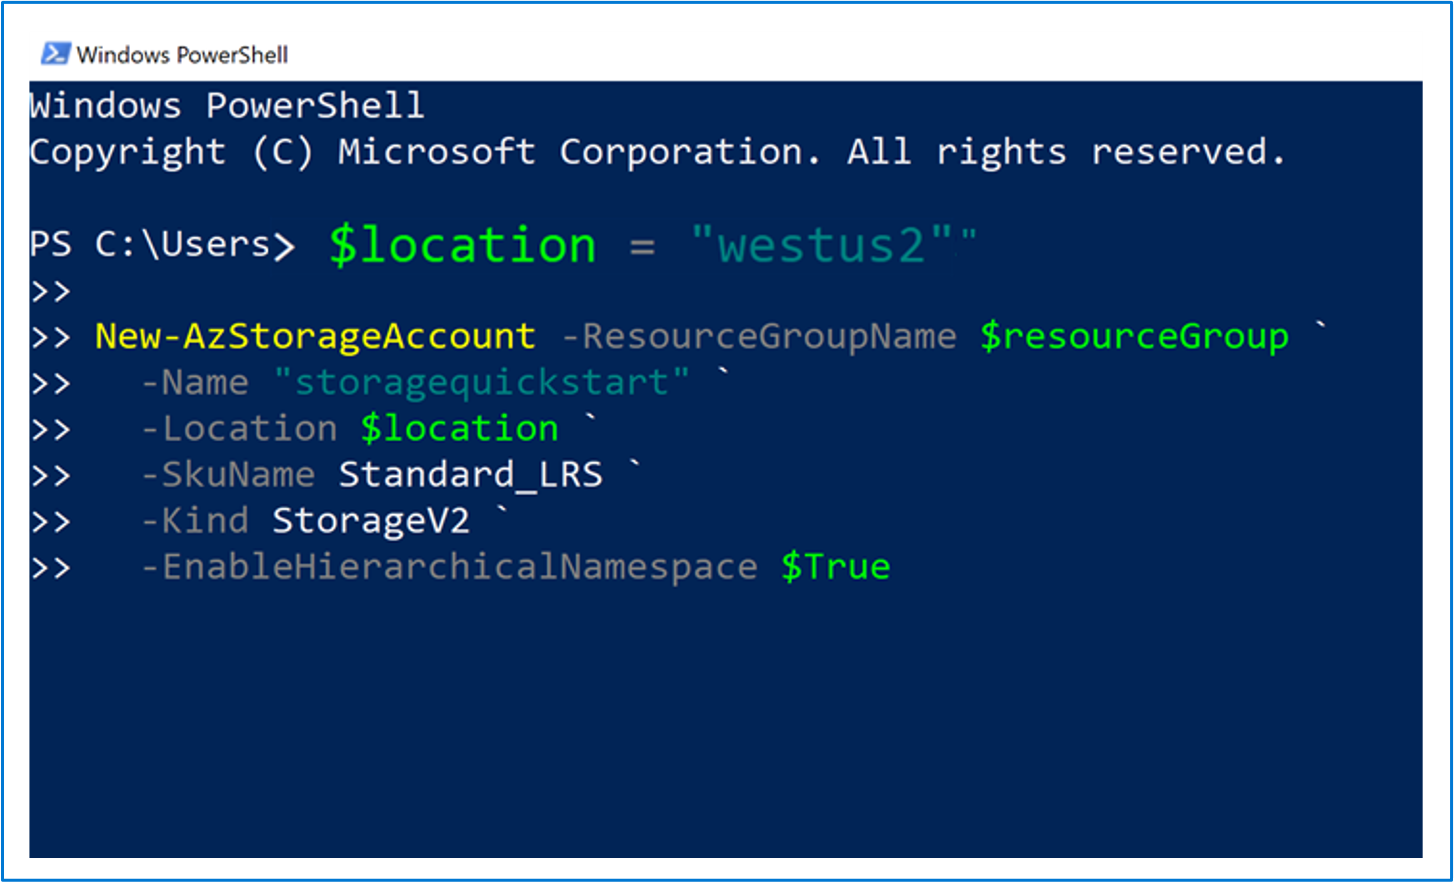 Windows PowerShell
Windows PowerShell
Copyright (C) Microsoft Corporation. All rights reserved.
PS C:\Users> $location = "westus2""
>>
>> New-AzStorageAccount -ResourceGroupName $resourceGroup `
>> -Name "storagequickstart" `
>> -Location $location `
>> -SkuName Standard_LRS `
>> -Kind StorageV2 `
>> -EnableHierarchicalNamespace $True